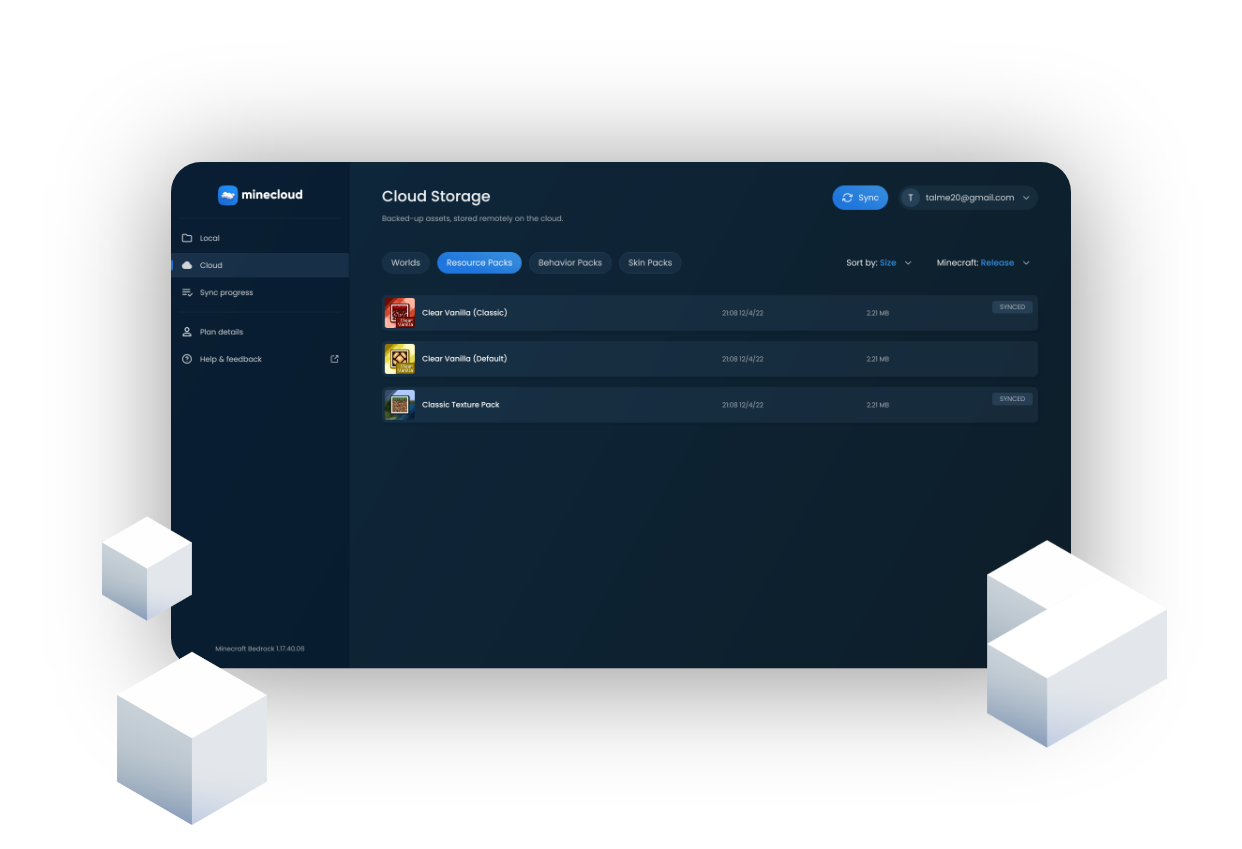 minecloud
Local
Cloud
Sync progress
Plan details
Help & feedback
Minecraft Bedrock 1.17.40.06
Cloud Storage
Backed-up assets, stored remotely on the cloud.
Sync
T talme20@gmail.com
Worlds Resource Packs Behavior Packs Skin Packs
Sort by: Size Minecraft: Release
Clear Vanilla (Classic) 21:08 12/4/22 2.21 MB SYNCED
Clear Vanilla (Default) 21:08 12/4/22 2.21 MB
Classic Texture Pack 21:08 12/4/22 2.21 MB SYNCED